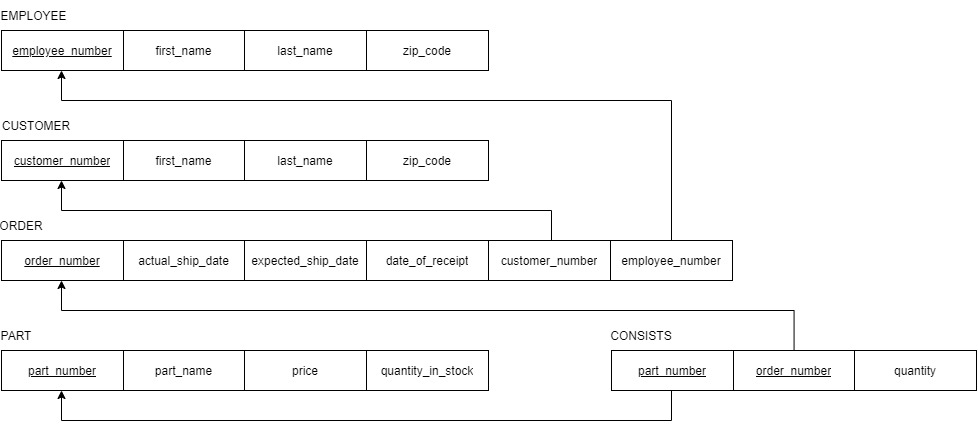 EMPLOYEE
employee_number first_name last_name zip_code
CUSTOMER
customer_number first_name last_name zip_code
ORDER
order_number actual_ship_date expected_ship_date date_of_receipt customer_number employee_number
PART CONSISTS
part_number part_name price quantity_in_stock part_number order_number quantity